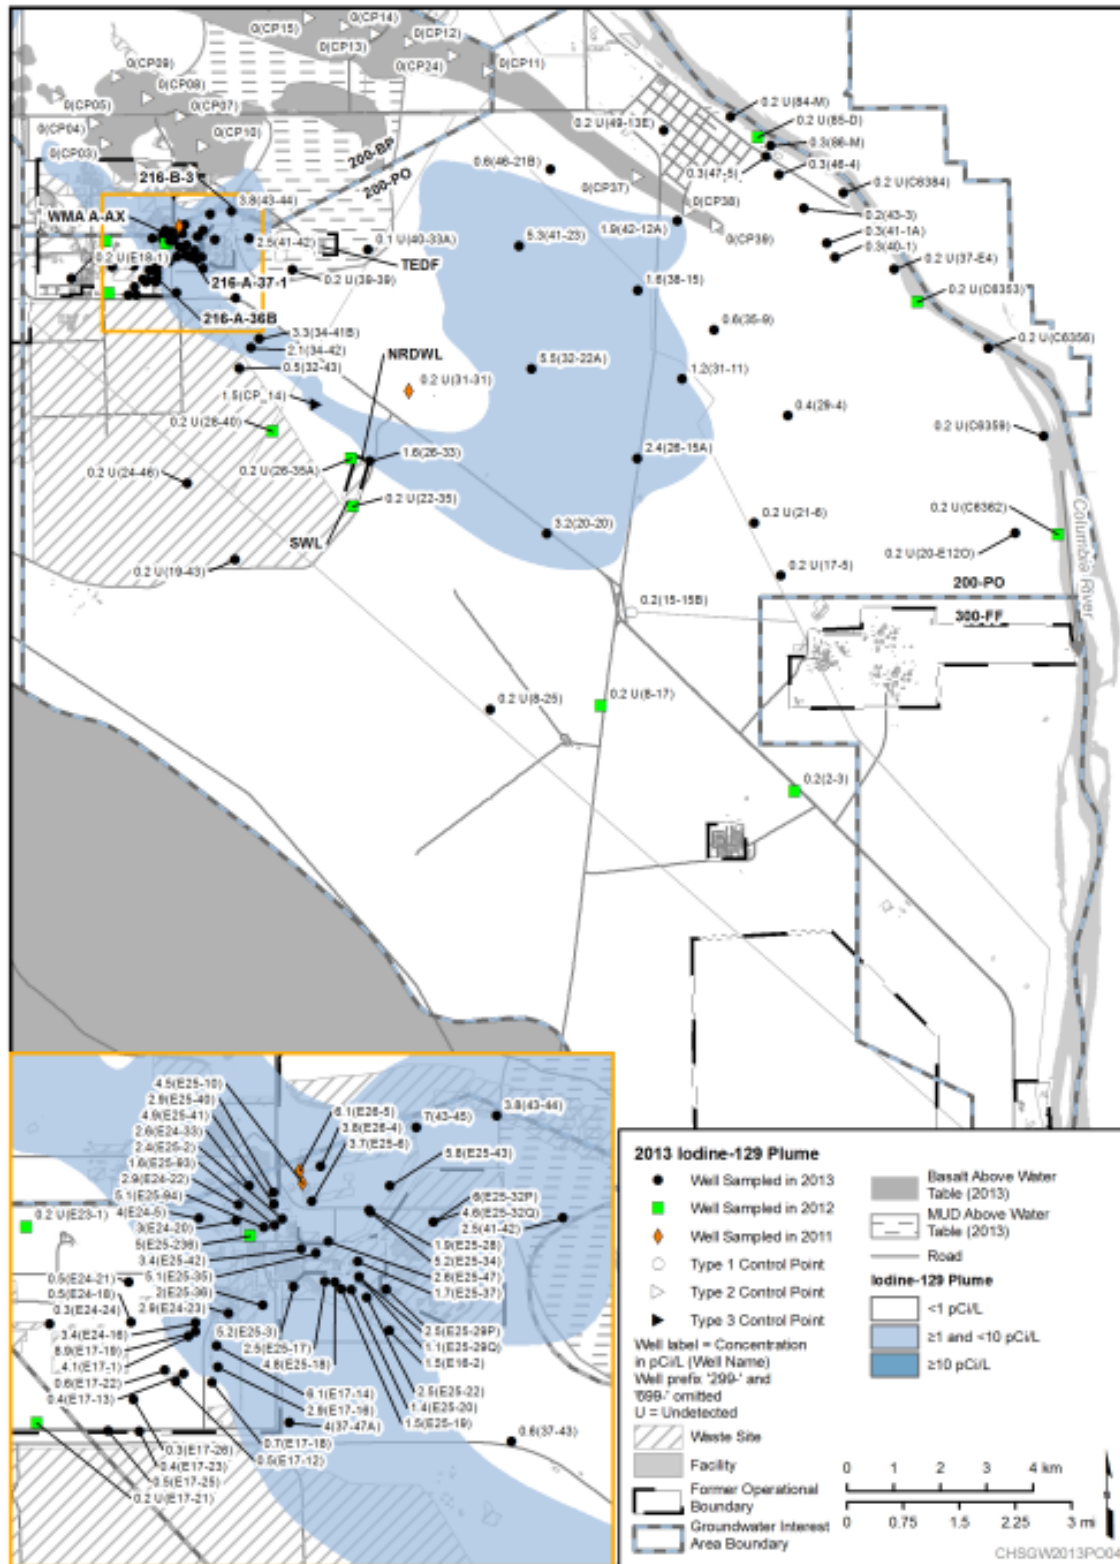 0(CP14)
0(CP15)
0(CP13)
0(CP12)
0(CP24)
0(CP11)
0(CP09)
0(CP08)
0(CP05)
0(CP07)
0(CP04)
0(CP10)
0(CP03)
200-BP
200-PO
216-B-3
3.8(43-44)
WMA A-AX
2.5(41-42)
0.2 U(E18-1)
216-A-37-1
216-A-36B
0.1 U(40-33A)
TEDF
0.2 U(39-39)
0.6(46-21B)
0.2 U(49-13E)
0.2 U(84-M)
0.2 U(85-D)
0.3(86-M)
0.3(47-5)
0.3(46-4)
0(CP37)
0(CP38)
0(CP39)
0.2 U(C6384)
0.2(43-3)
1.9(42-12A)
5.3(41-23)
0.3(41-1A)
0.3(40-1)
0.2 U(37-E4)
1.6(38-15)
0.2 U(C6353)
3.3(34-41B)
2.1(34-42)
0.5(32-43)
0.6(35-9)
0.2 U(C6356)
NRDWL
5.5(32-22A)
0.2 U(31-31)
1.2(31-11)
1.5(CP_14)
0.4(29-4)
0.2 U(28-40)
0.2 U(C6359)
1.6(26-33)
2.4(26-15A)
0.2 U(26-35A)
0.2 U(24-46)
0.2 U(22-35)
0.2 U(C6362)
Columbia River
SWL
3.2(20-20)
0.2 U(21-6)
0.2 U(20-E12O)
0.2 U(19-43)
0.2 U(17-5)
200-PO
300-FF
0.2(15-15B)
0.2 U(8-25)
0.2 U(8-17)
0.2(2-3)
4.5(E25-10)
2.9(E25-40)
4.9(E25-41)
2.6(E24-33)
2.4(E25-2)
1.6(E25-93)
2.9(E24-22)
5.1(E25-94)
4(E24-5)
3(E24-20)
5(E25-236)
3.4(E25-42)
5.1(E25-35)
2(E25-36)
2.9(E24-23)
6.1(E26-5)
3.8(E26-4)
3.7(E25-6)
7(43-45)
3.8(43-44)
5.8(E25-43)
6(E25-32P)
4.6(E25-32Q)
2.5(41-42)
1.9(E25-28)
5.2(E25-34)
2.6(E25-47)
1.7(E25-37)
0.2 U(E23-1)
0.5(E24-21)
0.5(E24-18)
0.3(E24-24)
3.4(E24-16)
8.9(E17-19)
4.1(E17-1)
0.6(E17-22)
0.4(E17-13)
5.2(E25-3)
2.5(E25-17)
4.8(E25-18)
2.5(E25-29P)
1.1(E25-29Q)
1.5(E16-2)
2.5(E25-22)
1.4(E25-20)
1.5(E25-19)
6.1(E17-14)
2.9(E17-16)
4(37-47A)
0.7(E17-18)
0.5(E17-12)
0.6(37-43)
0.3(E17-26)
0.4(E17-23)
0.5(E17-25)
0.2 U(E17-21)
2013 Iodine-129 Plume
Well Sampled in 2013
Well Sampled in 2012
Well Sampled in 2011
Type 1 Control Point
Type 2 Control Point
Type 3 Control Point
Well label = Concentration
in pCi/L (Well Name)
Well prefix '299-' and
'699-' omitted
U = Undetected
Waste Site
Facility
Former Operational
Boundary
Groundwater Interest
Area Boundary
Basalt Above Water
Table (2013)
MUD Above Water
Table (2013)
Road
Iodine-129 Plume
<1 pCi/L
≥1 and <10 pCi/L
≥10 pCi/L
0 1 2 3 4 km
0 0.75 1.5 2.25 3 mi